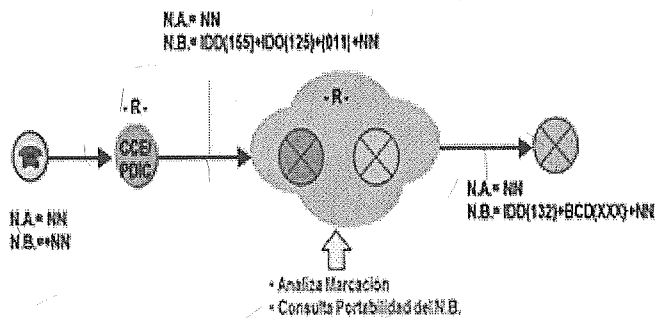 N.A.= NN
N.B.= IDD(155)+IDO(125)+(011)+NN
- R -
- R -
CCE/
PDIC
N.A.= NN
N.B.=+NN
N.A.= NN
N.B.= IDD(132)+BCD(XXX)+NN
• Analiza Marcación
• Consulta Portabilidad del N.B.